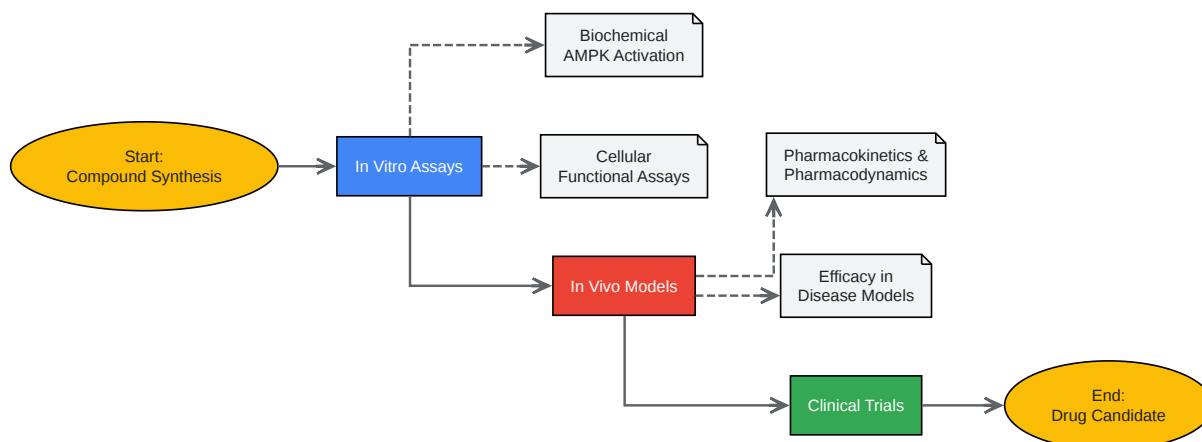 Biochemical
AMPK Activation
Start:
Compound Synthesis
In Vitro Assays
Cellular
Functional Assays
Pharmacokinetics &
Pharmacodynamics
In Vivo Models
Efficacy in
Disease Models
Clinical Trials
End:
Drug Candidate